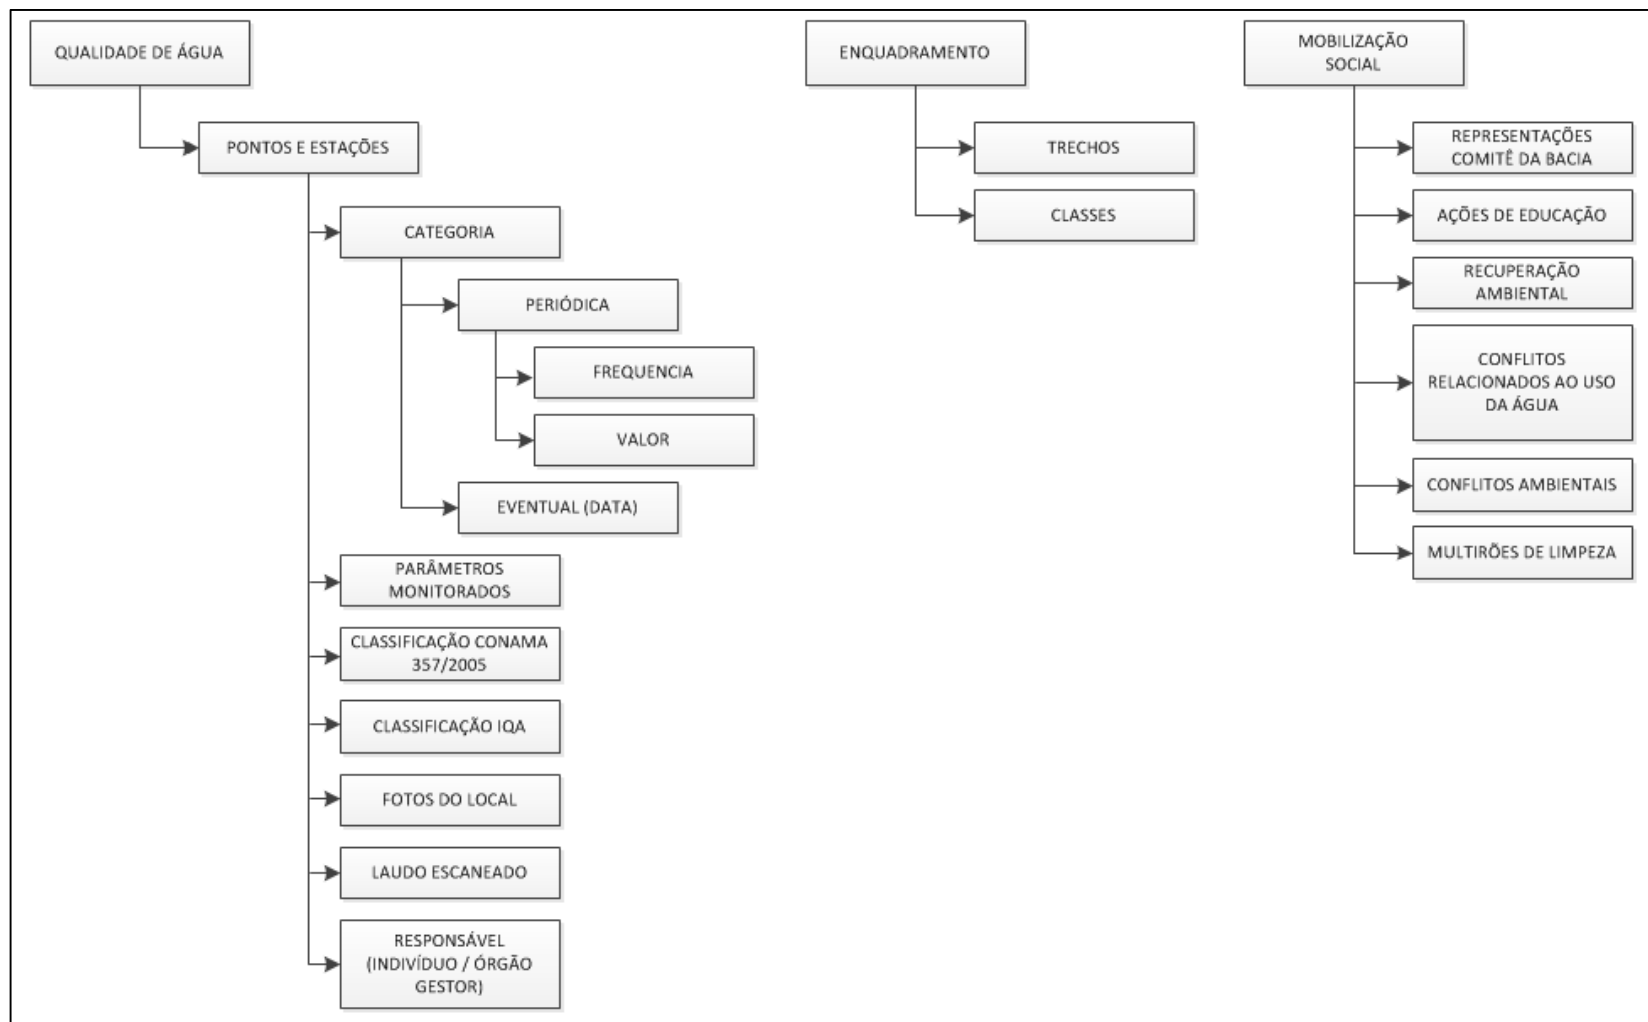 QUALIDADE DE ÁGUA
PONTOS E ESTAÇÕES
CATEGORIA
PERIÓDICA
FREQUENCIA
VALOR
EVENTUAL (DATA)
PARÂMETROS
MONITORADOS
CLASSIFICAÇÃO CONAMA
357/2005
CLASSIFICAÇÃO IQA
FOTOS DO LOCAL
LAUDO ESCANEADO
RESPONSÁVEL
(INDIVÍDUO / ÓRGÃO
GESTOR)
ENQUADRAMENTO
TRECHOS
CLASSES
MOBILIZAÇÃO
SOCIAL
REPRESENTAÇÕES
COMITÊ DA BACIA
AÇÕES DE EDUCAÇÃO
RECUPERAÇÃO
AMBIENTAL
CONFLITOS
RELACIONADOS AO USO
DA ÁGUA
CONFLITOS AMBIENTAIS
MULTIRÕES DE LIMPEZA